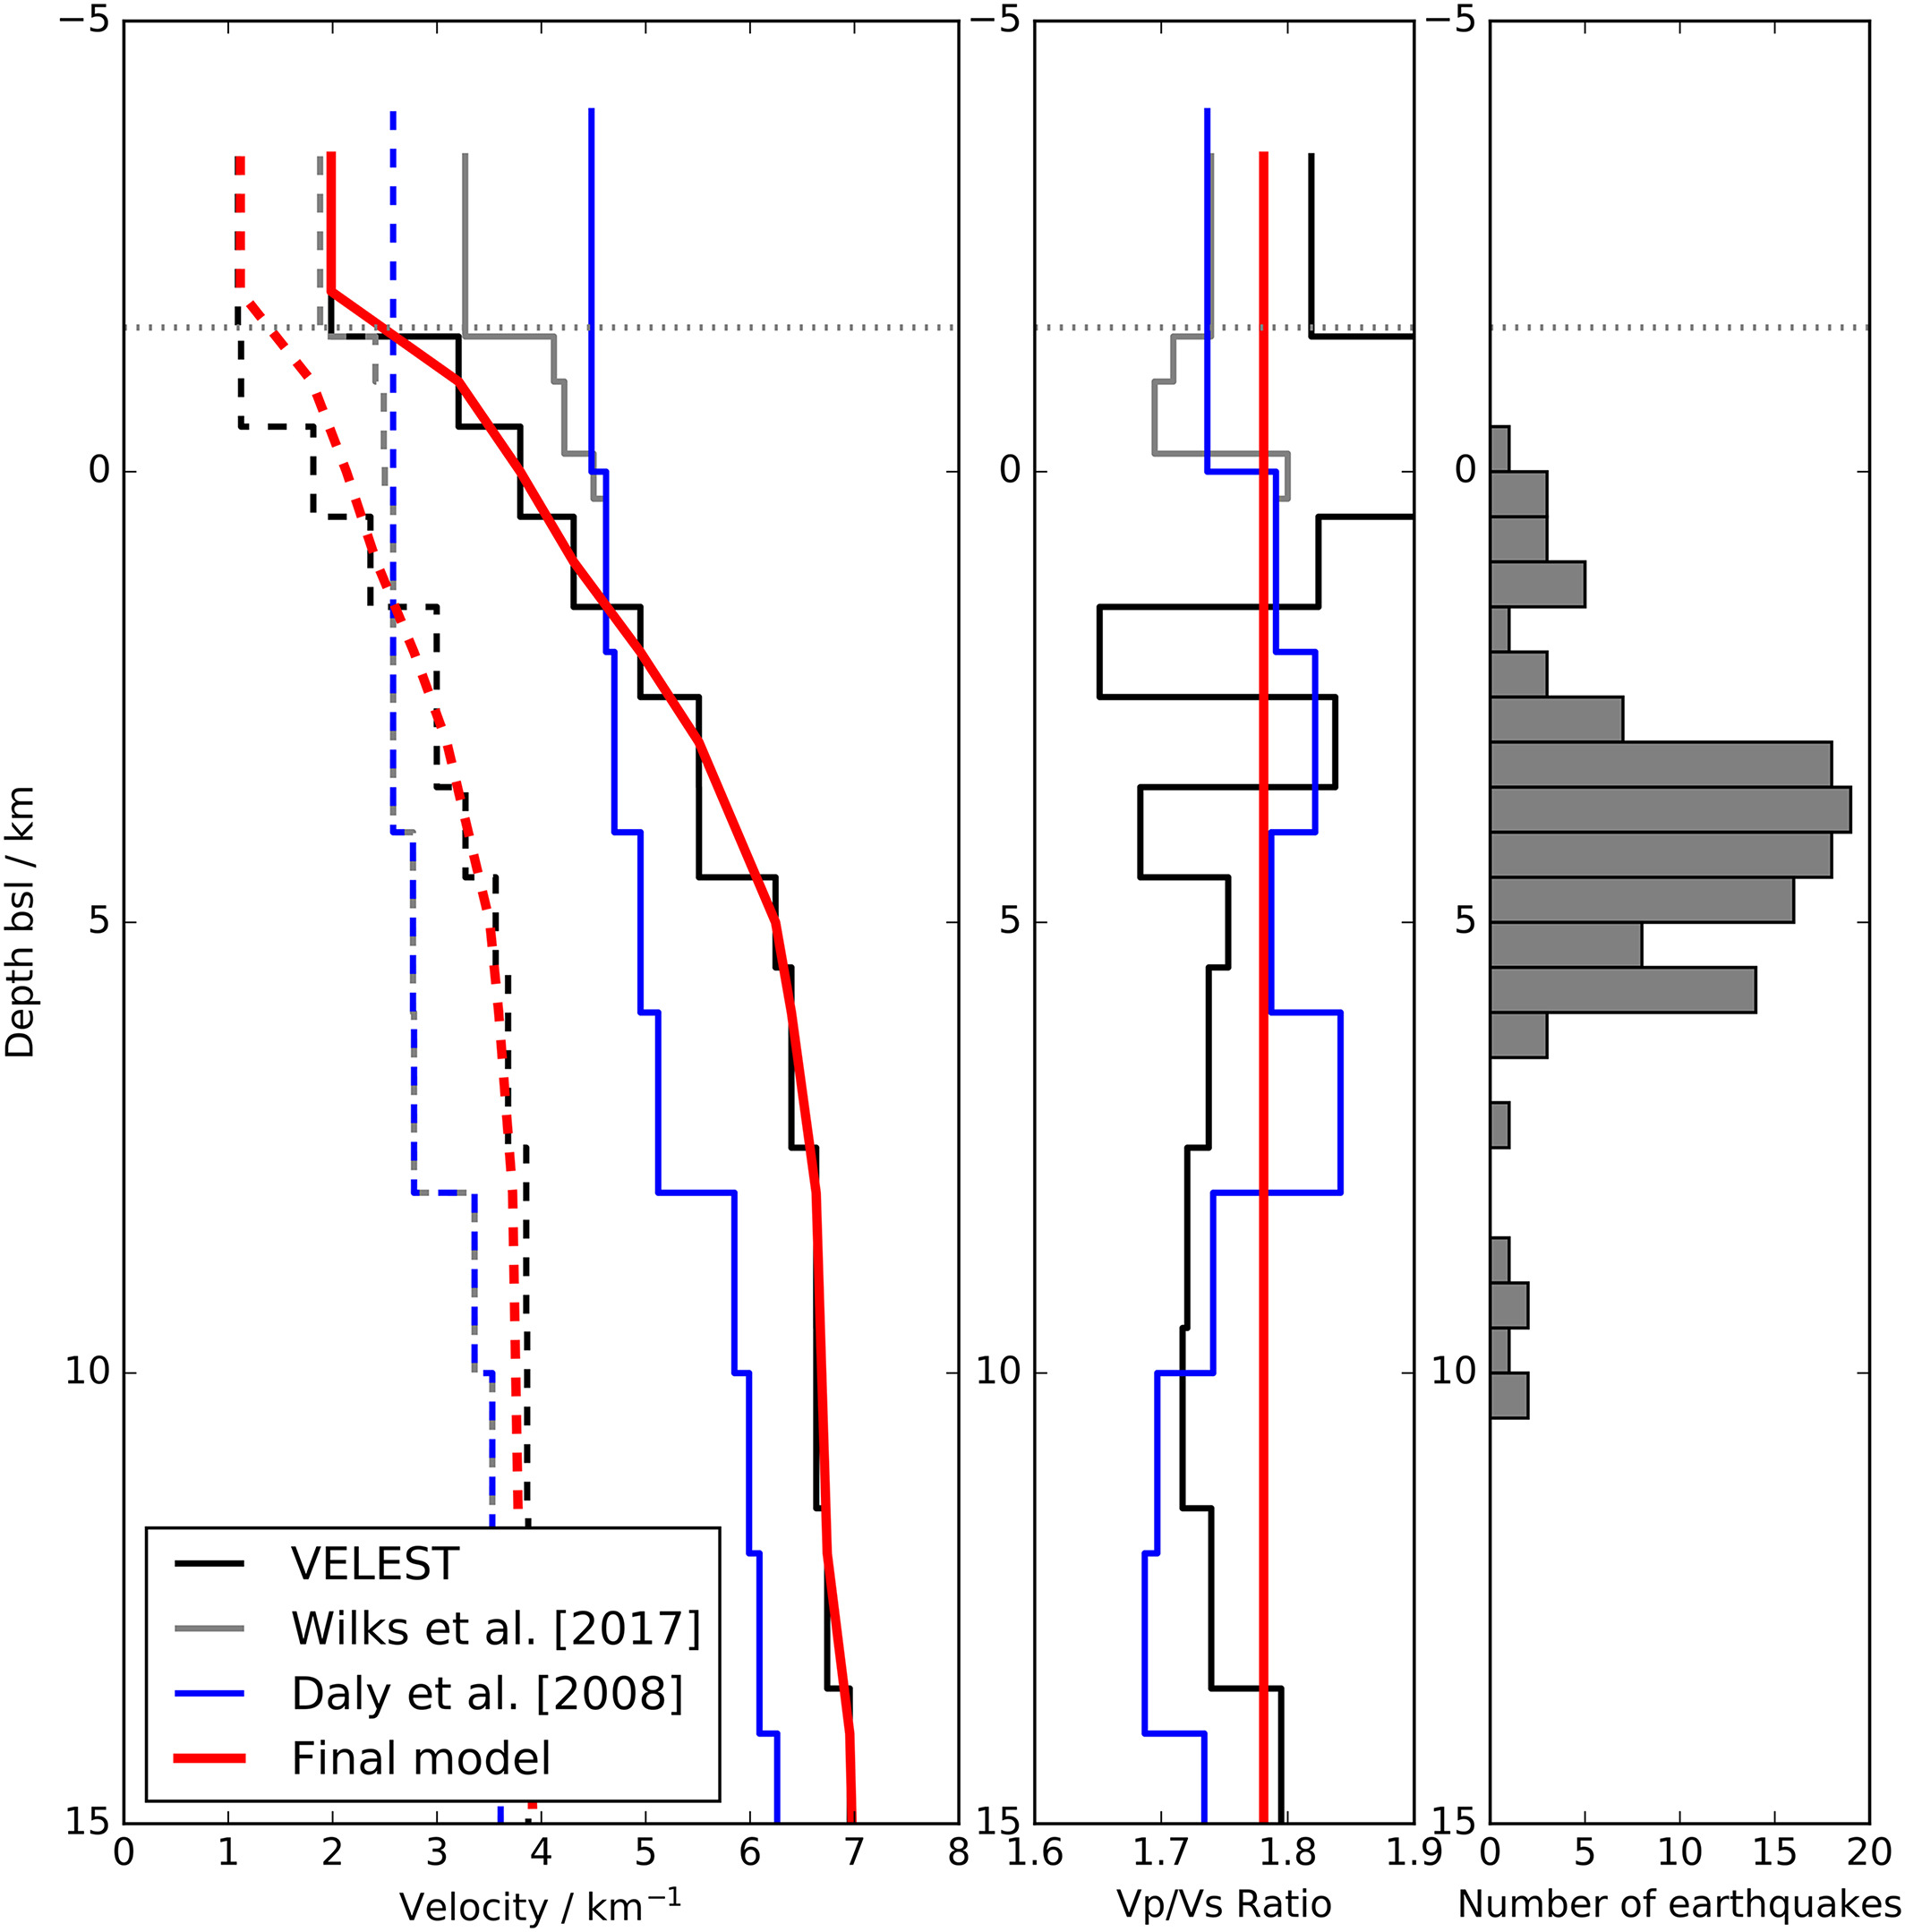 −5
0
5
10
15
Depth bsl / km
0 1 2 3 4 5 6 7 8
Velocity / km⁻¹
VELEST
Wilks et al. [2017]
Daly et al. [2008]
Final model
−5
0
5
10
15
1.6 1.7 1.8 1.9
Vp/Vs Ratio
−5
0
5
10
15
0 5 10 15 20
Number of earthquakes